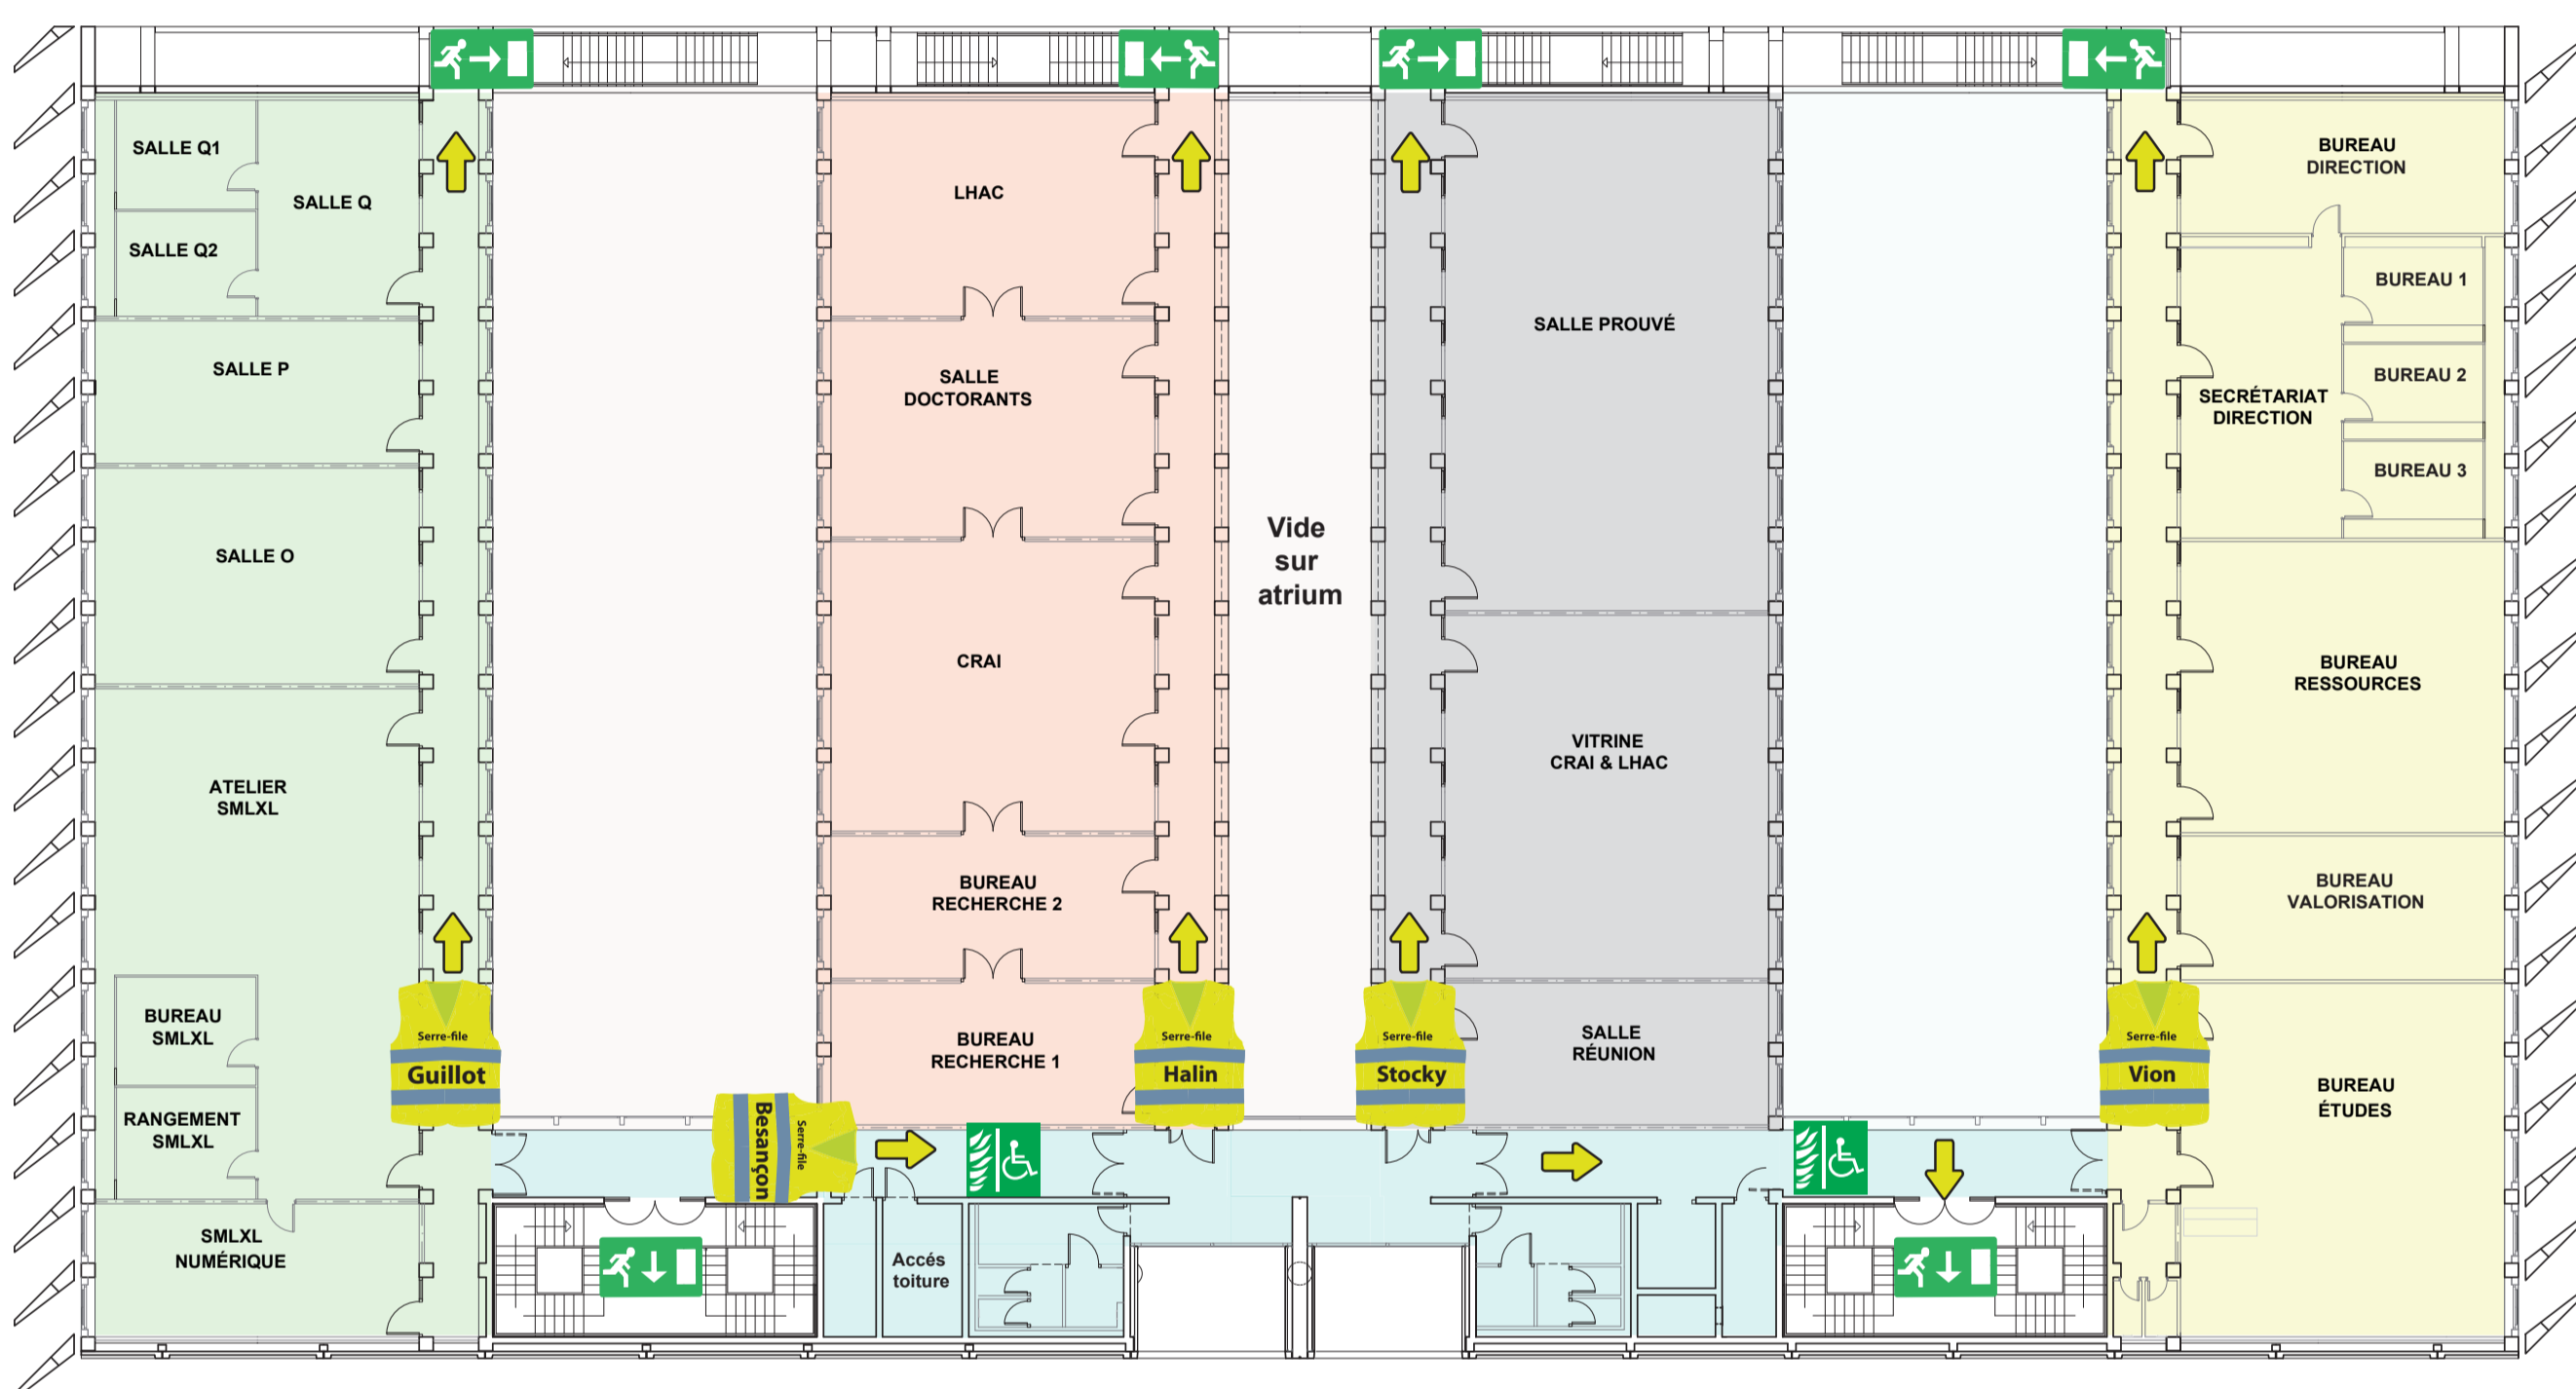 SALLE Q1
SALLE Q
SALLE Q2
SALLE P
SALLE O
ATELIER
SMLXL
BUREAU
SMLXL
RANGEMENT
SMLXL
SMLXL
NUMÉRIQUE
Serre-file
Guillot
Serre-file
Besançon
LHAC
SALLE
DOCTORANTS
CRAI
BUREAU
RECHERCHE 2
BUREAU
RECHERCHE 1
Accés
toiture
Serre-file
Halin
Vide
sur
atrium
Serre-file
Stocky
SALLE PROUVÉ
VITRINE
CRAI & LHAC
SALLE
RÉUNION
Serre-file
Vion
BUREAU
DIRECTION
BUREAU 1
BUREAU 2
SECRÉTARIAT
DIRECTION
BUREAU 3
BUREAU
RESSOURCES
BUREAU
VALORISATION
BUREAU
ÉTUDES